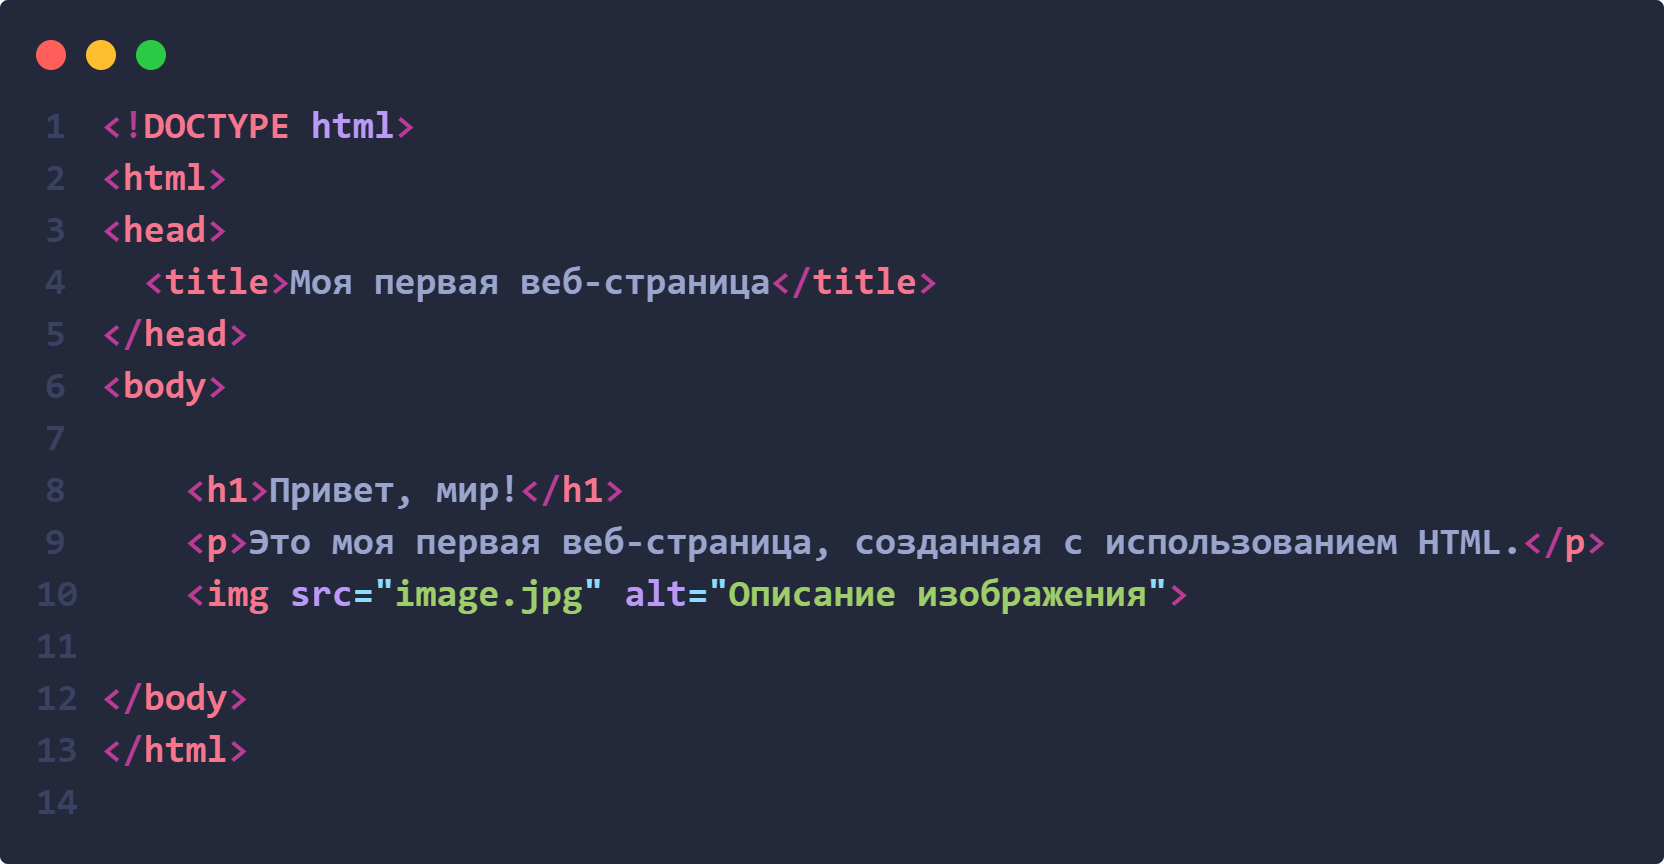 1 <!DOCTYPE html>
2 <html>
3 <head>
4   <title>Моя первая веб-страница</title>
5 </head>
6 <body>
7
8     <h1>Привет, мир!</h1>
9     <p>Это моя первая веб-страница, созданная с использованием HTML.</p>
10     <img src="image.jpg" alt="Описание изображения">
11
12 </body>
13 </html>
14